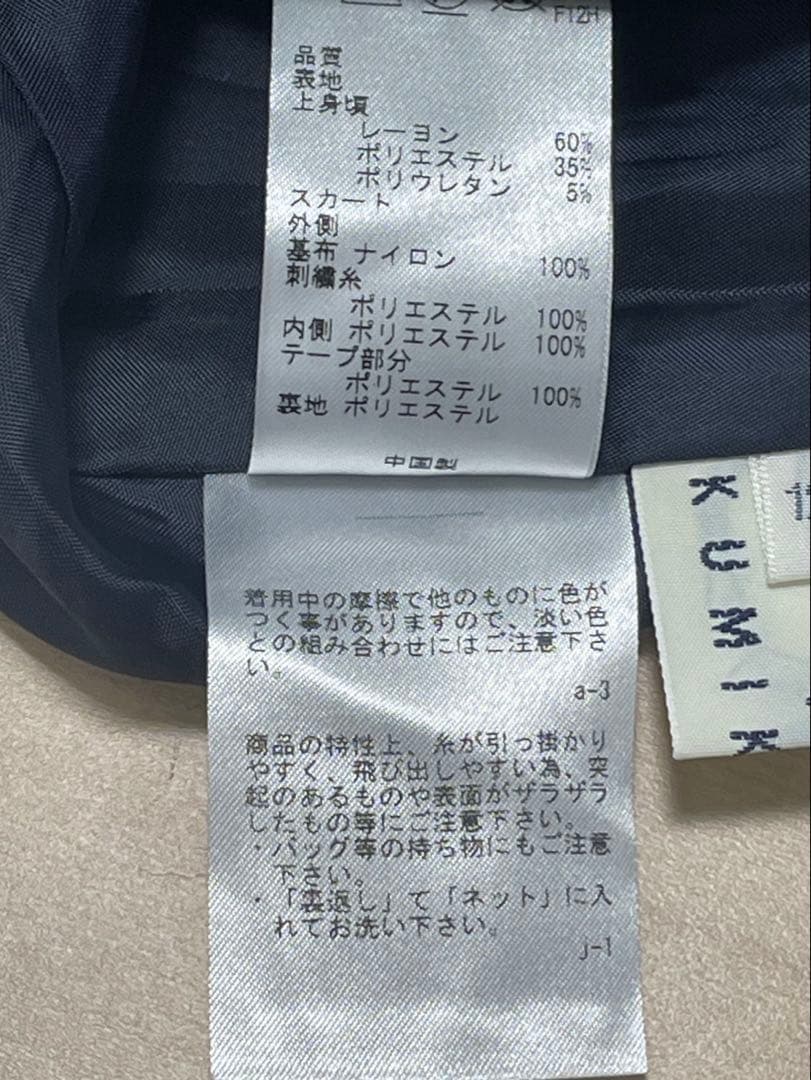 F12H
品質
表地
上身頃
レーヨン 60%
ポリエステル 35%
ポリウレタン 5%
スカート
外側
基布 ナイロン 100%
刺繍糸
ポリエステル 100%
内側 ポリエステル 100%
テープ部分
ポリエステル 100%
裏地 ポリエステル
中国製
着用中の摩擦で他のものに色が
つく事がありますので、淡い色
との組み合わせにはご注意下さ
い。
a-3
商品の特性上、糸が引っ掛かり
やすく、飛び出しやすい為、突
起のあるものや表面がザラザラ
したもの等にご注意下さい。
・バッグ等の持ち物にもご注意
下さい。
・「裏返し」て「ネット」に入
れてお洗い下さい。
j-1
KUMIK